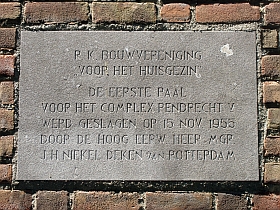 R.K. BOUWVERENIGING
VOOR HET HUISGEZIN
DE EERSTE PAAL
VOOR HET COMPLEX PENDRECHT V
WERD GESLAGEN OP 15 NOV. 1955
DOOR DE HOOG EERW. HEER MGR.
J.H. NIEKEL DEKEN VAN ROTTERDAM